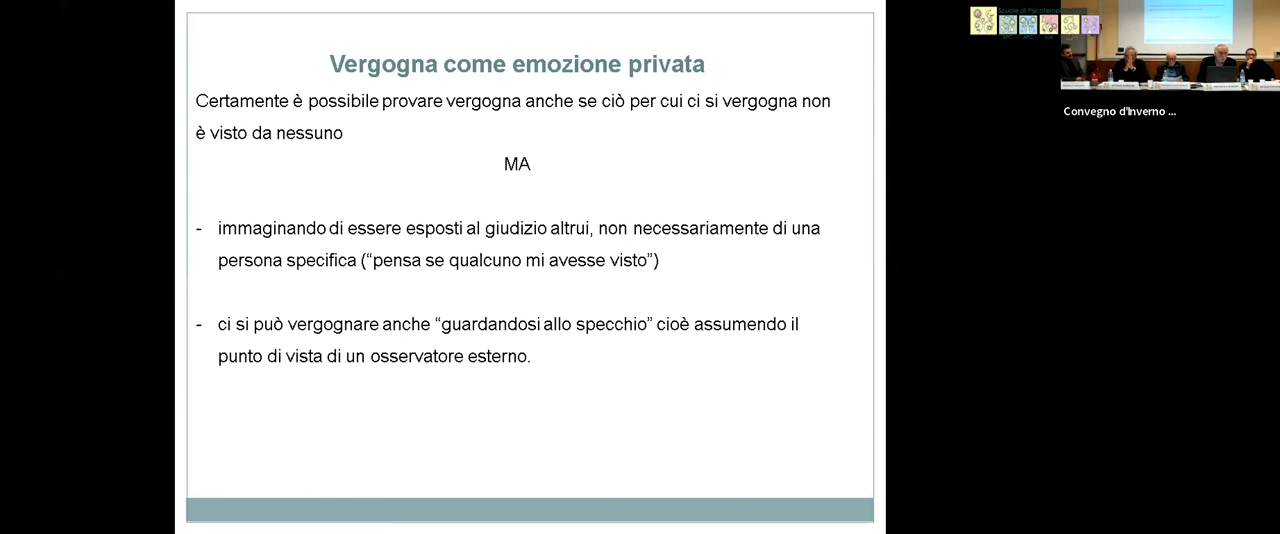 Vergogna come emozione privata
Certamente è possibile provare vergogna anche se ciò per cui ci si vergogna non
è visto da nessuno
MA
- immaginando di essere esposti al giudizio altrui, non necessariamente di una
persona specifica (“pensa se qualcuno mi avesse visto”)
- ci si può vergognare anche “guardandosi allo specchio” cioè assumendo il
punto di vista di un osservatore esterno.
Scuole di Psicoterapia
Convegno d'Inverno ...